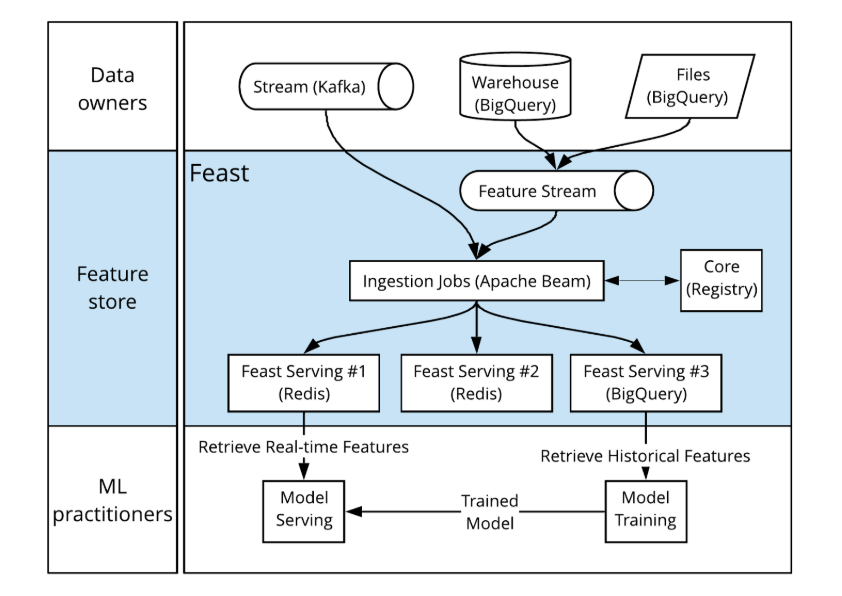 Data
owners
Stream (Kafka)
Warehouse
(BigQuery)
Files
(BigQuery)
Feast
Feature Stream
Feature
store
Ingestion Jobs (Apache Beam)
Core
(Registry)
Feast Serving #1
(Redis)
Feast Serving #2
(Redis)
Feast Serving #3
(BigQuery)
Retrieve Real-time Features
Retrieve Historical Features
ML
practitioners
Model
Serving
Trained
Model
Model
Training